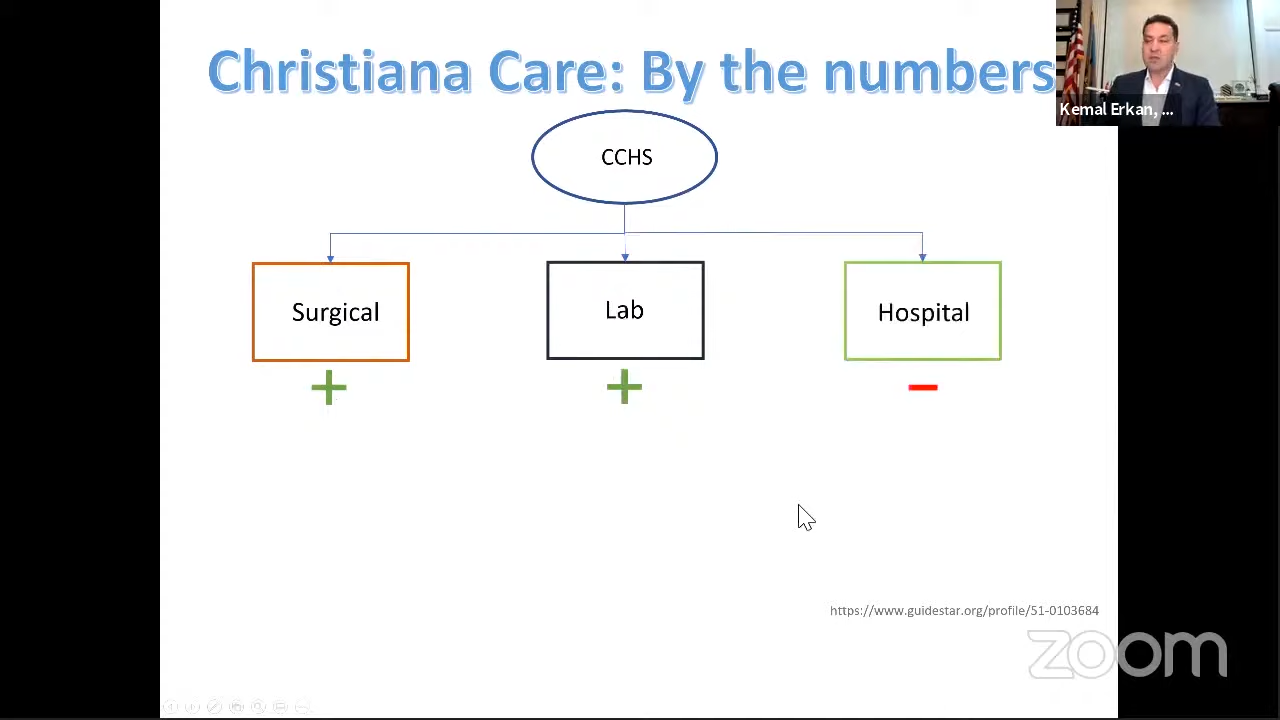 Christiana Care: By the numbers
Kemal Erkan, ...
CCHS
Surgical
Lab
Hospital
+
+
−
https://www.guidestar.org/profile/51-0103684
zoom